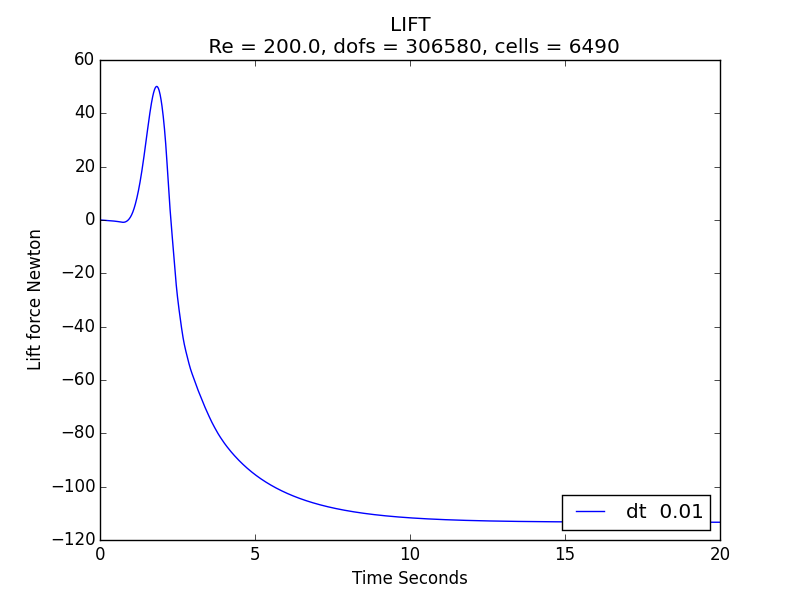 LIFT
Re = 200.0, dofs = 306580, cells = 6490
60
40
20
0
−20
−40
−60
−80
−100
−120
Lift force Newton
dt 0.01
0 5 10 15 20
Time Seconds